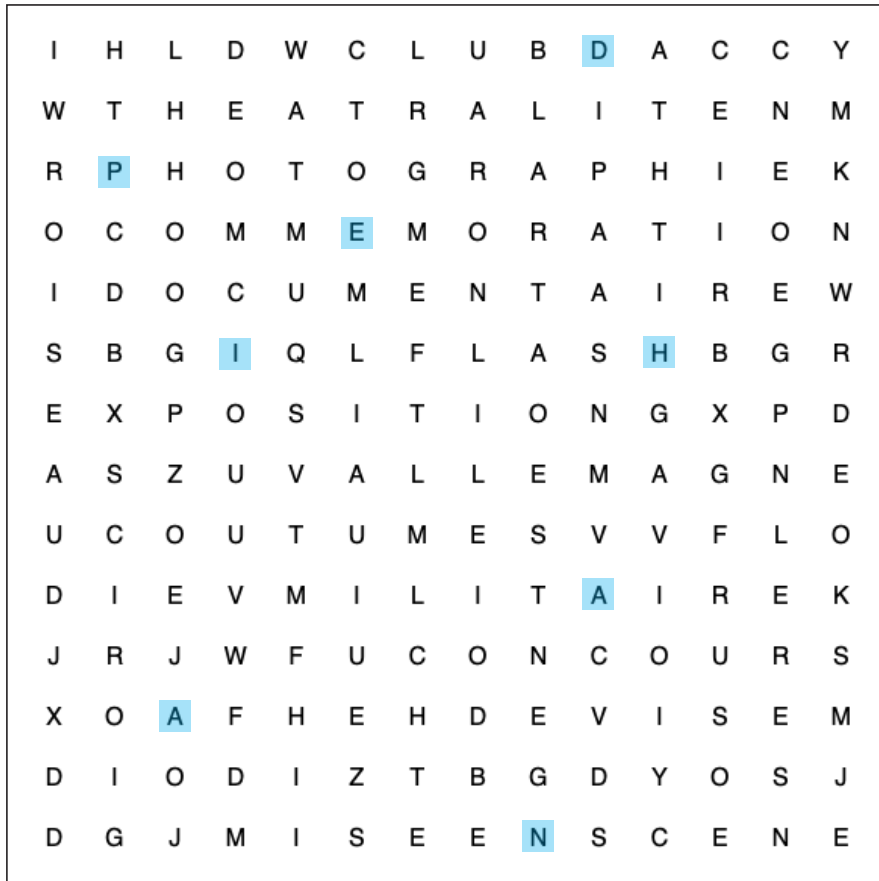 I H L D W C L U B D A C C Y
W T H E A T R A L I T E N M
R P H O T O G R A P H I E K
O C O M M E M O R A T I O N
I D O C U M E N T A I R E W
S B G I Q L F L A S H B G R
E X P O S I T I O N G X P D
A S Z U V A L L E M A G N E
U C O U T U M E S V V F L O
D I E V M I L I T A I R E K
J R J W F U C O N C O U R S
X O A F H E H D E V I S E M
D I O D I Z T B G D Y O S J
D G J M I S E E N S C E N E